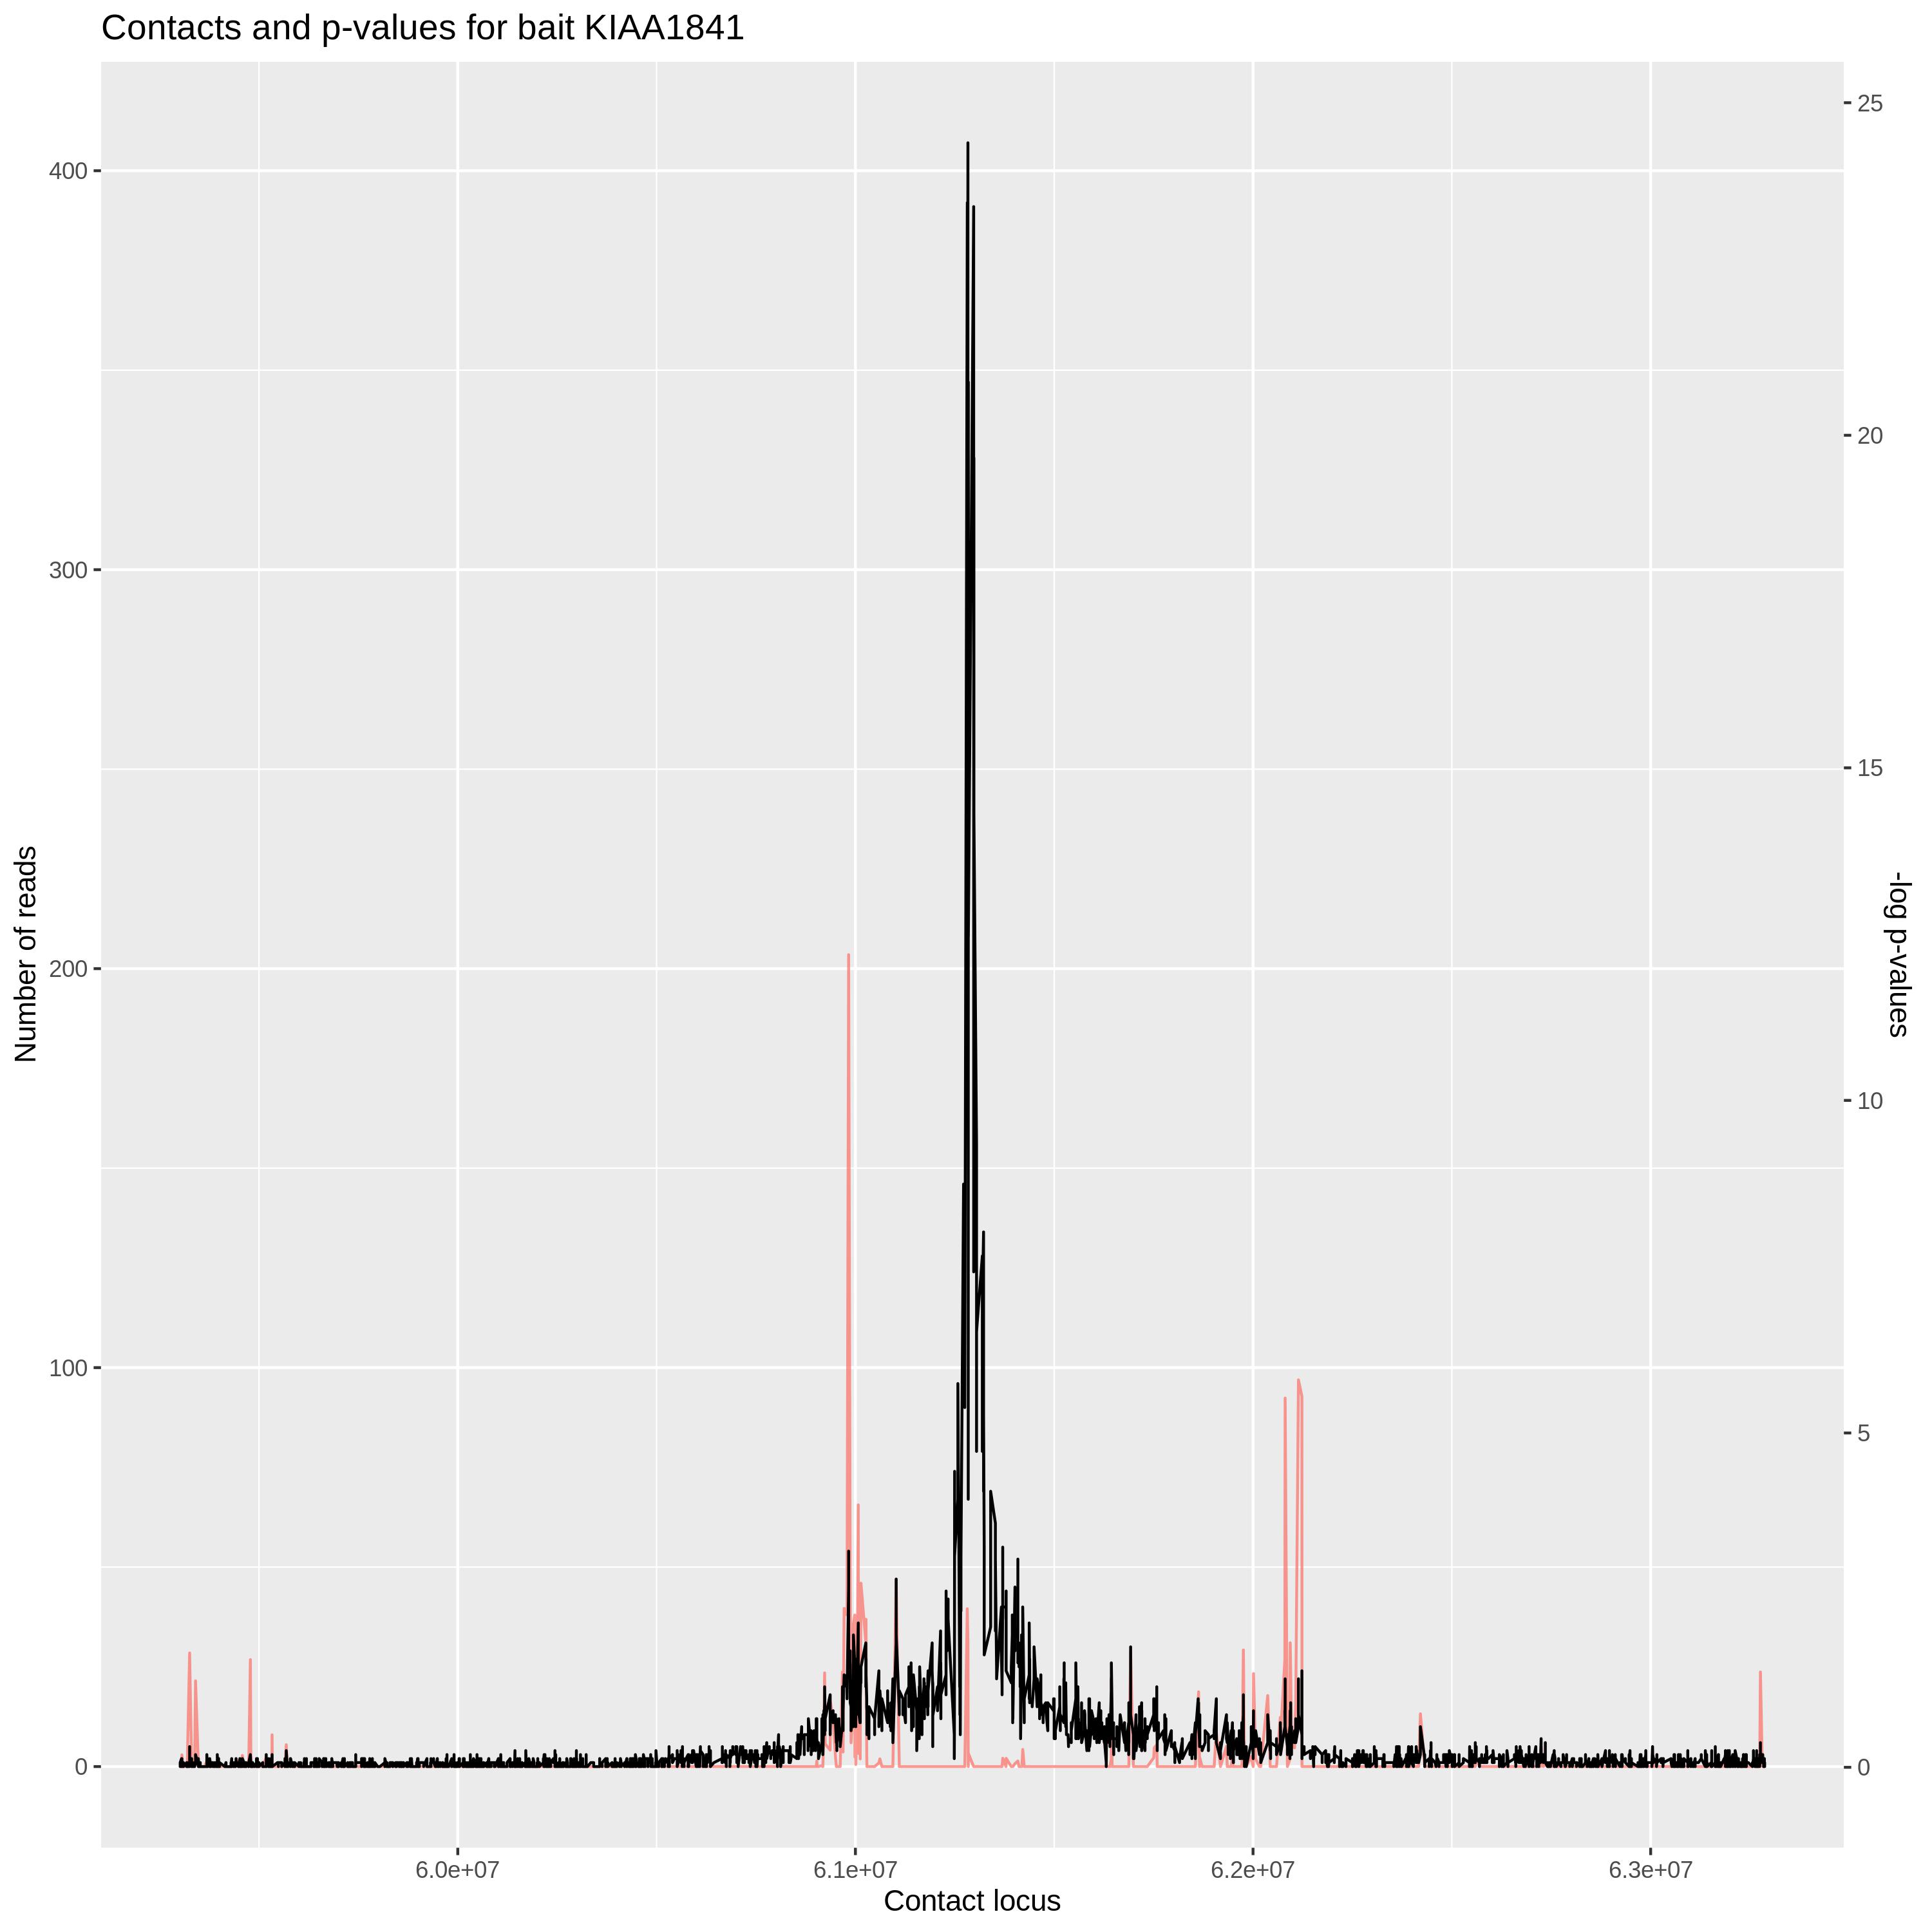 Contacts and p-values for bait KIAA1841
25
400
20
300
15
200
10
100
5
0
0
Number of reads
-log p-values
6.0e+07
6.1e+07
6.2e+07
6.3e+07
Contact locus